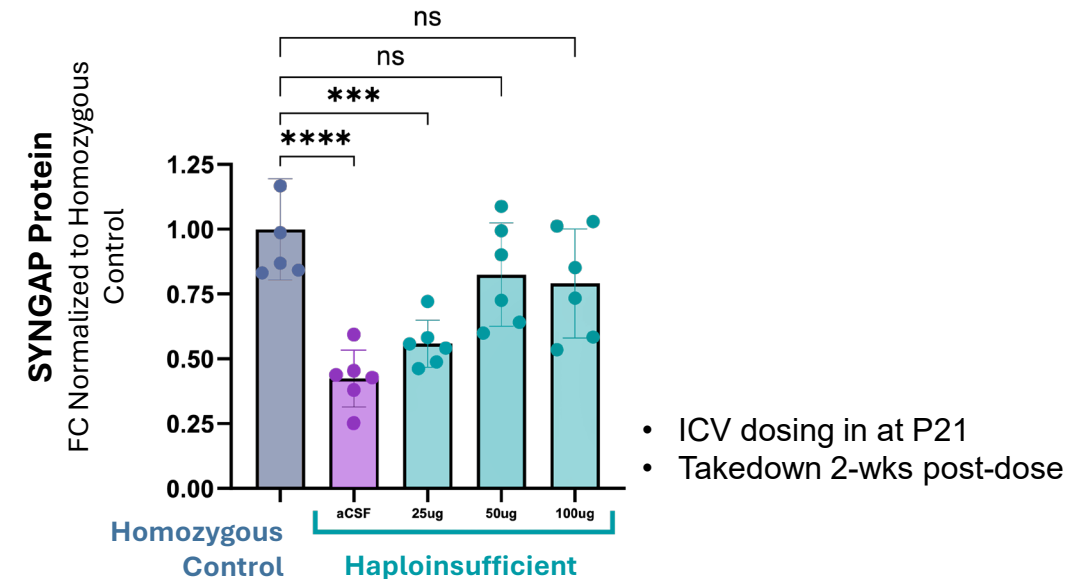 ns
ns
***
****
SYNGAP Protein
FC Normalized to Homozygous
Control
1.25
1.00
0.75
0.50
0.25
0.00
aCSF 25ug 50ug 100ug
Homozygous
Control
Haploinsufficient
• ICV dosing in at P21
• Takedown 2-wks post-dose